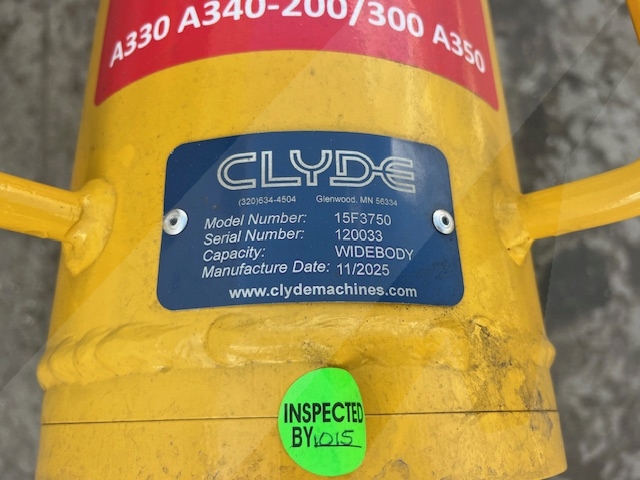 A330 A340-200/300 A350
CLYDE
(320)634-4504 Glenwood, MN 56334
Model Number: 15F3750
Serial Number: 120033
Capacity: WIDEBODY
Manufacture Date: 11/2025
www.clydemachines.com
INSPECTED
BY 1015